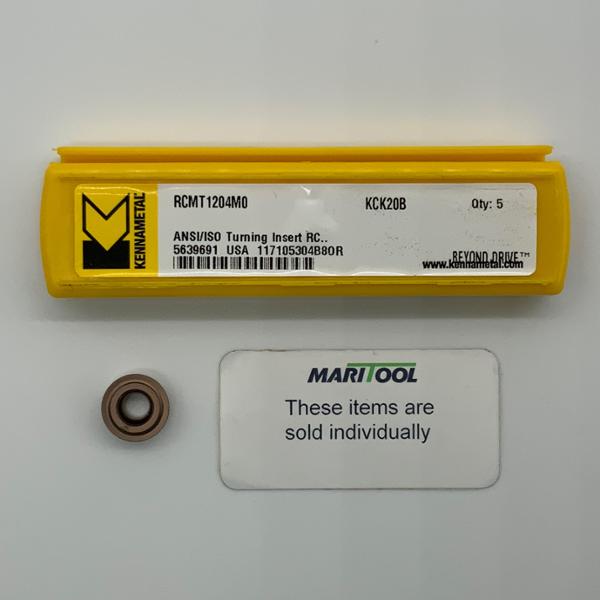 KENNAMETAL
RCMT1204M0 KCK20B Qty: 5
ANSI/ISO Turning Insert RC..
5639691 USA 117105304B80R
BEYOND DRIVE™
www.kennametal.com
MARITOOL
These items are
sold individually